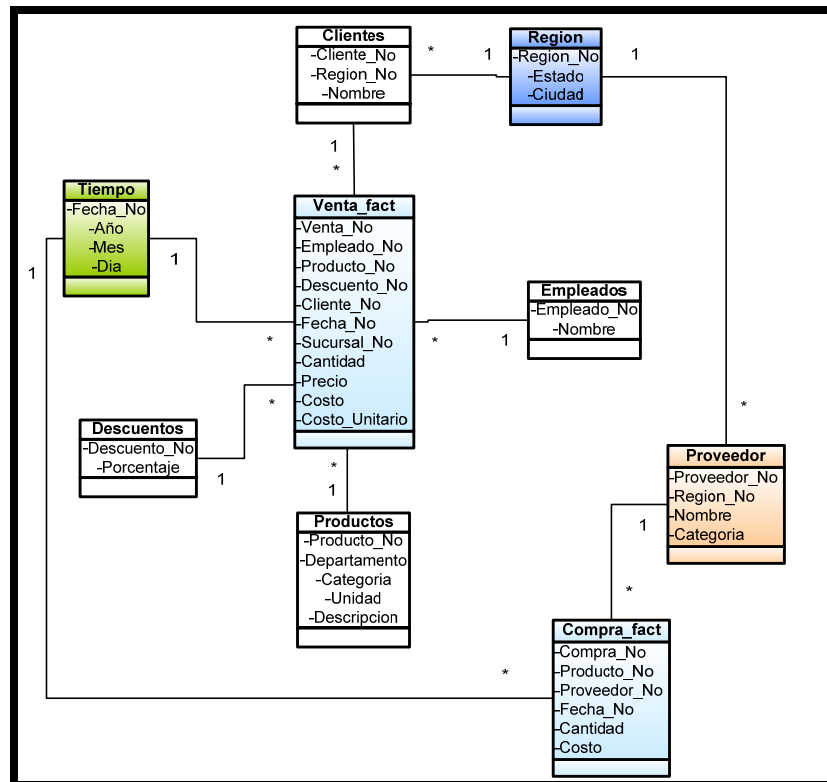 Clientes
-Cliente_No
-Region_No
-Nombre
*
1
Region
-Region_No
-Estado
-Ciudad
1
1
*
Tiempo
-Fecha_No
-Año
-Mes
-Dia
1
1
Venta_fact
-Venta_No
-Empleado_No
-Producto_No
-Descuento_No
-Cliente_No
-Fecha_No
-Sucursal_No
-Cantidad
-Precio
-Costo
-Costo_Unitario
*
*
*
1
Empleados
-Empleado_No
-Nombre
Descuentos
-Descuento_No
-Porcentaje
1
*
1
Productos
-Producto_No
-Departamento
-Categoria
-Unidad
-Descripcion
*
Proveedor
-Proveedor_No
-Region_No
-Nombre
-Categoria
1
*
*
Compra_fact
-Compra_No
-Producto_No
-Proveedor_No
-Fecha_No
-Cantidad
-Costo